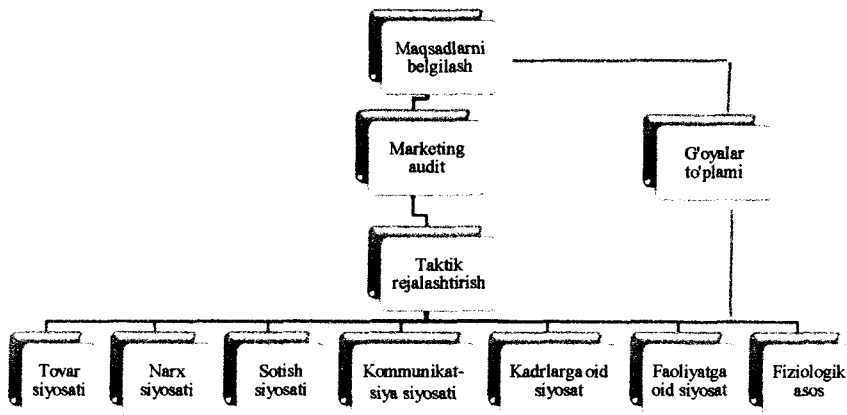 Maqsadlarni
belgilash
Marketing
audit
G'oyalar
to'plami
Taktik
rejalashtirish
Tovar
siyosati
Narx
siyosati
Sotish
siyosati
Kommunikat-
siya siyosati
Kadrlarga oid
siyosat
Faoliyatga
oid siyosat
Fiziologik
asos